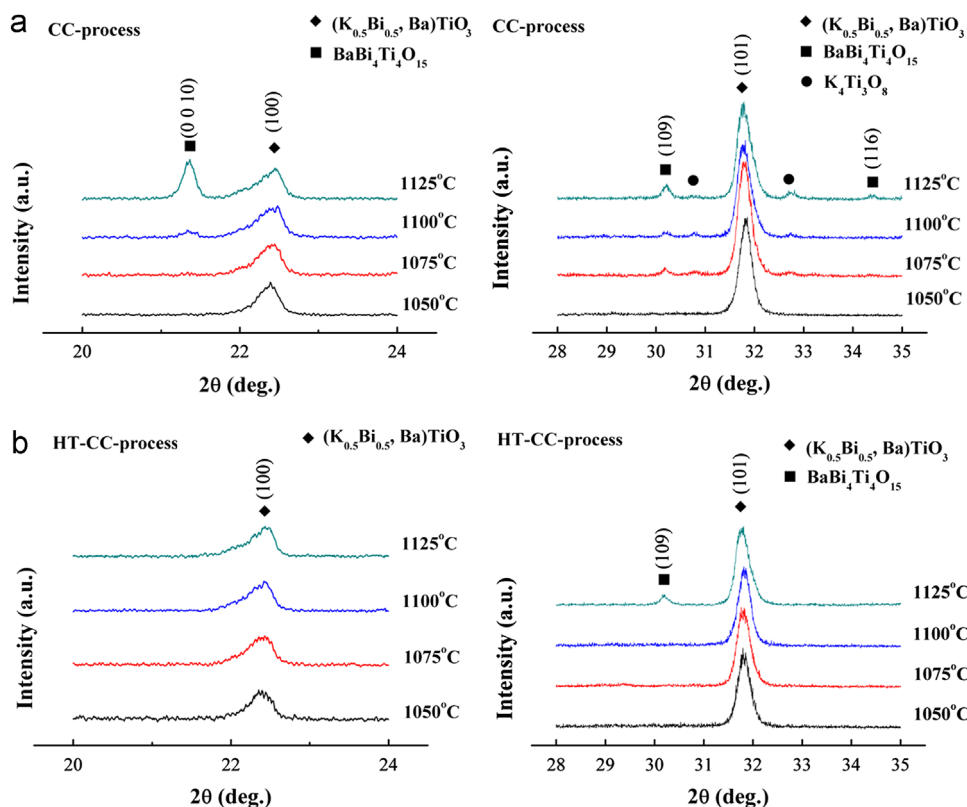 a
CC-process
◆ (K0.5Bi0.5, Ba)TiO3
■ BaBi4Ti4O15
(0 0 10)
(100)
1125°C
1100°C
1075°C
1050°C
Intensity (a.u.)
20 22 24
2θ (deg.)
CC-process
◆ (K0.5Bi0.5, Ba)TiO3
■ BaBi4Ti4O15
● K4Ti3O8
(101)
(109)
(116)
1125°C
1100°C
1075°C
1050°C
Intensity (a.u.)
28 29 30 31 32 33 34 35
2θ (deg.)
b
HT-CC-process
◆ (K0.5Bi0.5, Ba)TiO3
(100)
1125°C
1100°C
1075°C
1050°C
Intensity (a.u.)
20 22 24
2θ (deg.)
HT-CC-process
◆ (K0.5Bi0.5, Ba)TiO3
■ BaBi4Ti4O15
(101)
(109)
1125°C
1100°C
1075°C
1050°C
Intensity (a.u.)
28 29 30 31 32 33 34 35
2θ (deg.)